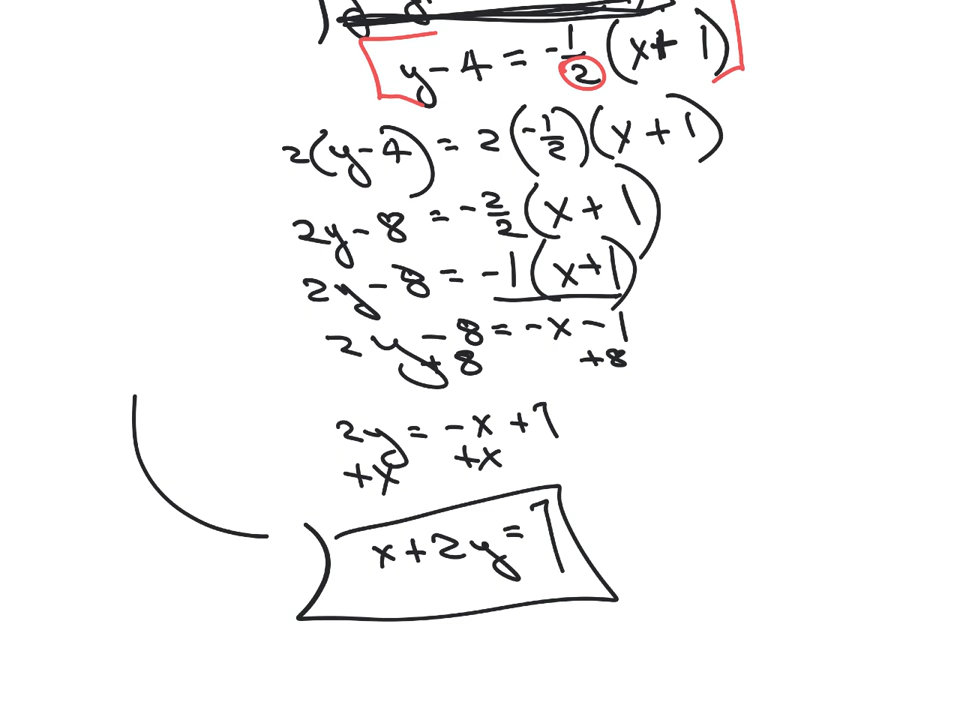 y-4 = -1/2 (x+1)
2(y-4) = 2(-1/2)(x+1)
2y-8 = -2/2 (x+1)
2y-8 = -1(x+1)
2y-8 = -x-1
+8 +8
2y = -x+7
+x +x
x+2y=7